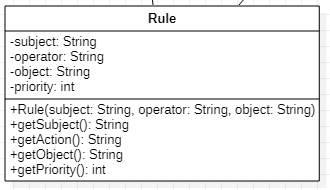 Rule
-subject: String
-operator: String
-object: String
-priority: int
+Rule(subject: String, operator: String, object: String)
+getSubject(): String
+getAction(): String
+getObject(): String
+getPriority(): int